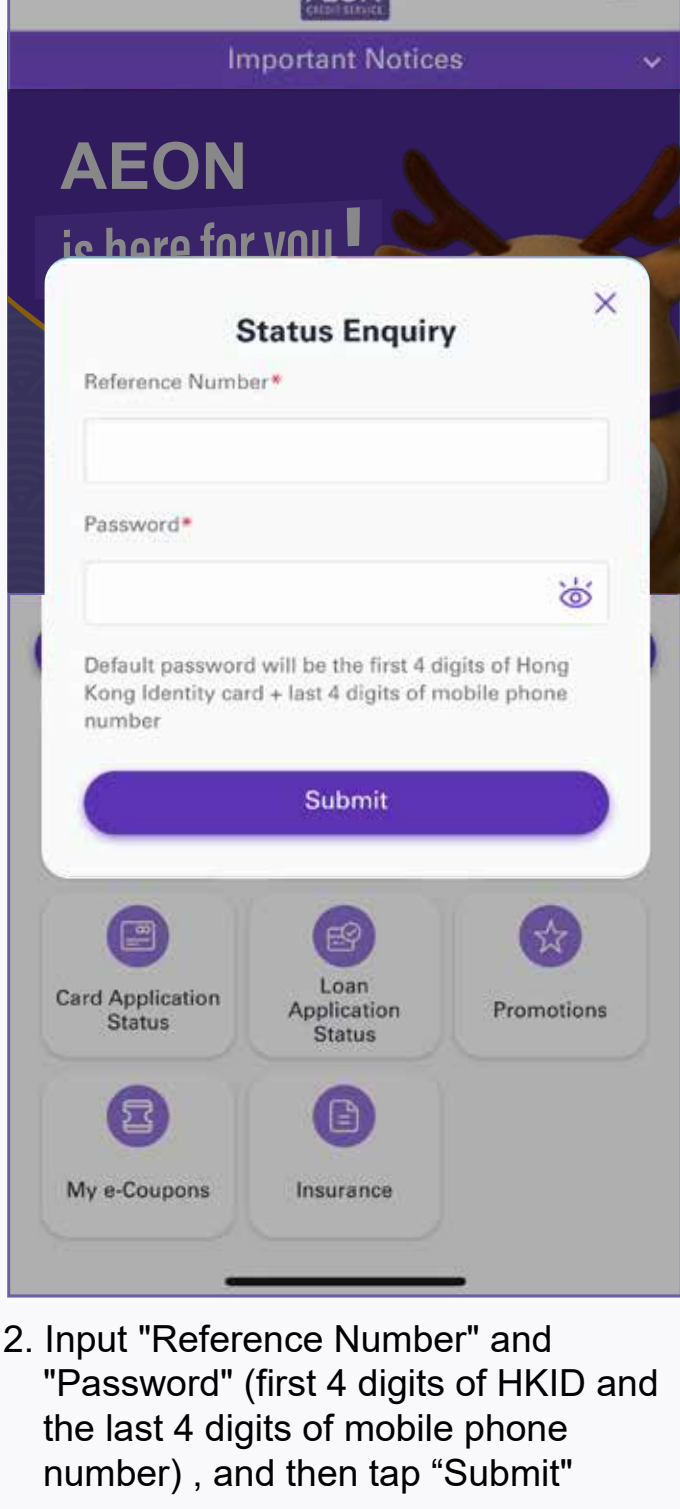 AEON
CREDIT SERVICE
Important Notices
AEON
is here for you!
Status Enquiry
Reference Number*
Password*
Default password will be the first 4 digits of Hong
Kong Identity card + last 4 digits of mobile phone
number
Submit
Card Application
Status
Loan
Application
Status
Promotions
My e-Coupons
Insurance
2. Input "Reference Number" and
"Password" (first 4 digits of HKID and
the last 4 digits of mobile phone
number) , and then tap “Submit"